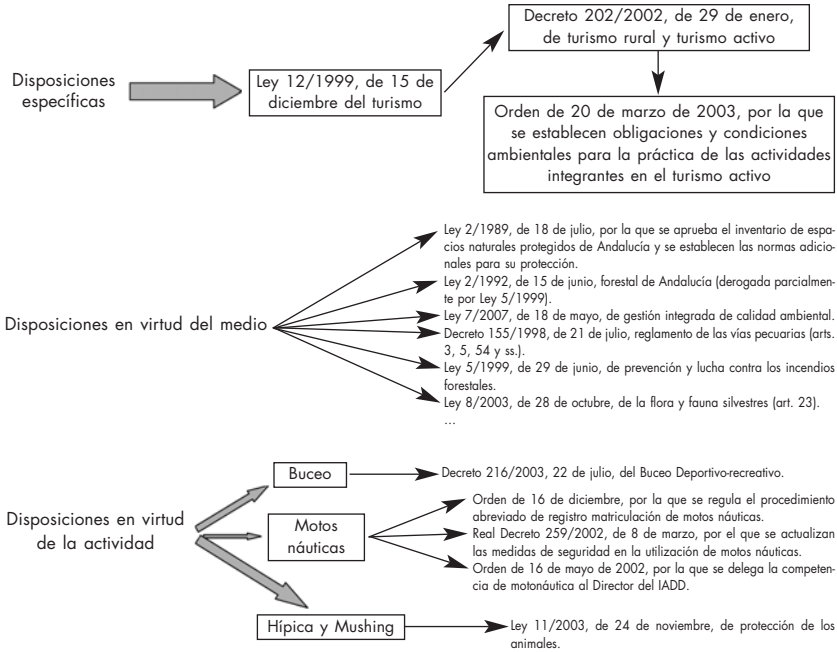 Disposiciones
específicas
Ley 12/1999, de 15 de
diciembre del turismo
Decreto 202/2002, de 29 de enero,
de turismo rural y turismo activo
Orden de 20 de marzo de 2003, por la que
se establecen obligaciones y condiciones
ambientales para la práctica de las actividades
integrantes en el turismo activo
Disposiciones en virtud del medio
Ley 2/1989, de 18 de julio, por la que se aprueba el inventario de espa-
cios naturales protegidos de Andalucía y se establecen las normas adicio-
nales para su protección.
Ley 2/1992, de 15 de junio, forestal de Andalucía (derogada parcialmen-
te por Ley 5/1999).
Ley 7/2007, de 18 de mayo, de gestión integrada de calidad ambiental.
Decreto 155/1998, de 21 de julio, reglamento de las vías pecuarias (arts.
3, 5, 54 y ss.).
Ley 5/1999, de 29 de junio, de prevención y lucha contra los incendios
forestales.
Ley 8/2003, de 28 de octubre, de la flora y fauna silvestres (art. 23).
...
Disposiciones en virtud
de la actividad
Buceo
Decreto 216/2003, 22 de julio, del Buceo Deportivo-recreativo.
Motos
náuticas
Orden de 16 de diciembre, por la que se regula el procedimiento
abreviado de registro matriculación de motos náuticas.
Real Decreto 259/2002, de 8 de marzo, por el que se actualizan
las medidas de seguridad en la utilización de motos náuticas.
Orden de 16 de mayo de 2002, por la que se delega la competen-
cia de motonáutica al Director del IADD.
Hípica y Mushing
Ley 11/2003, de 24 de noviembre, de protección de los
animales.